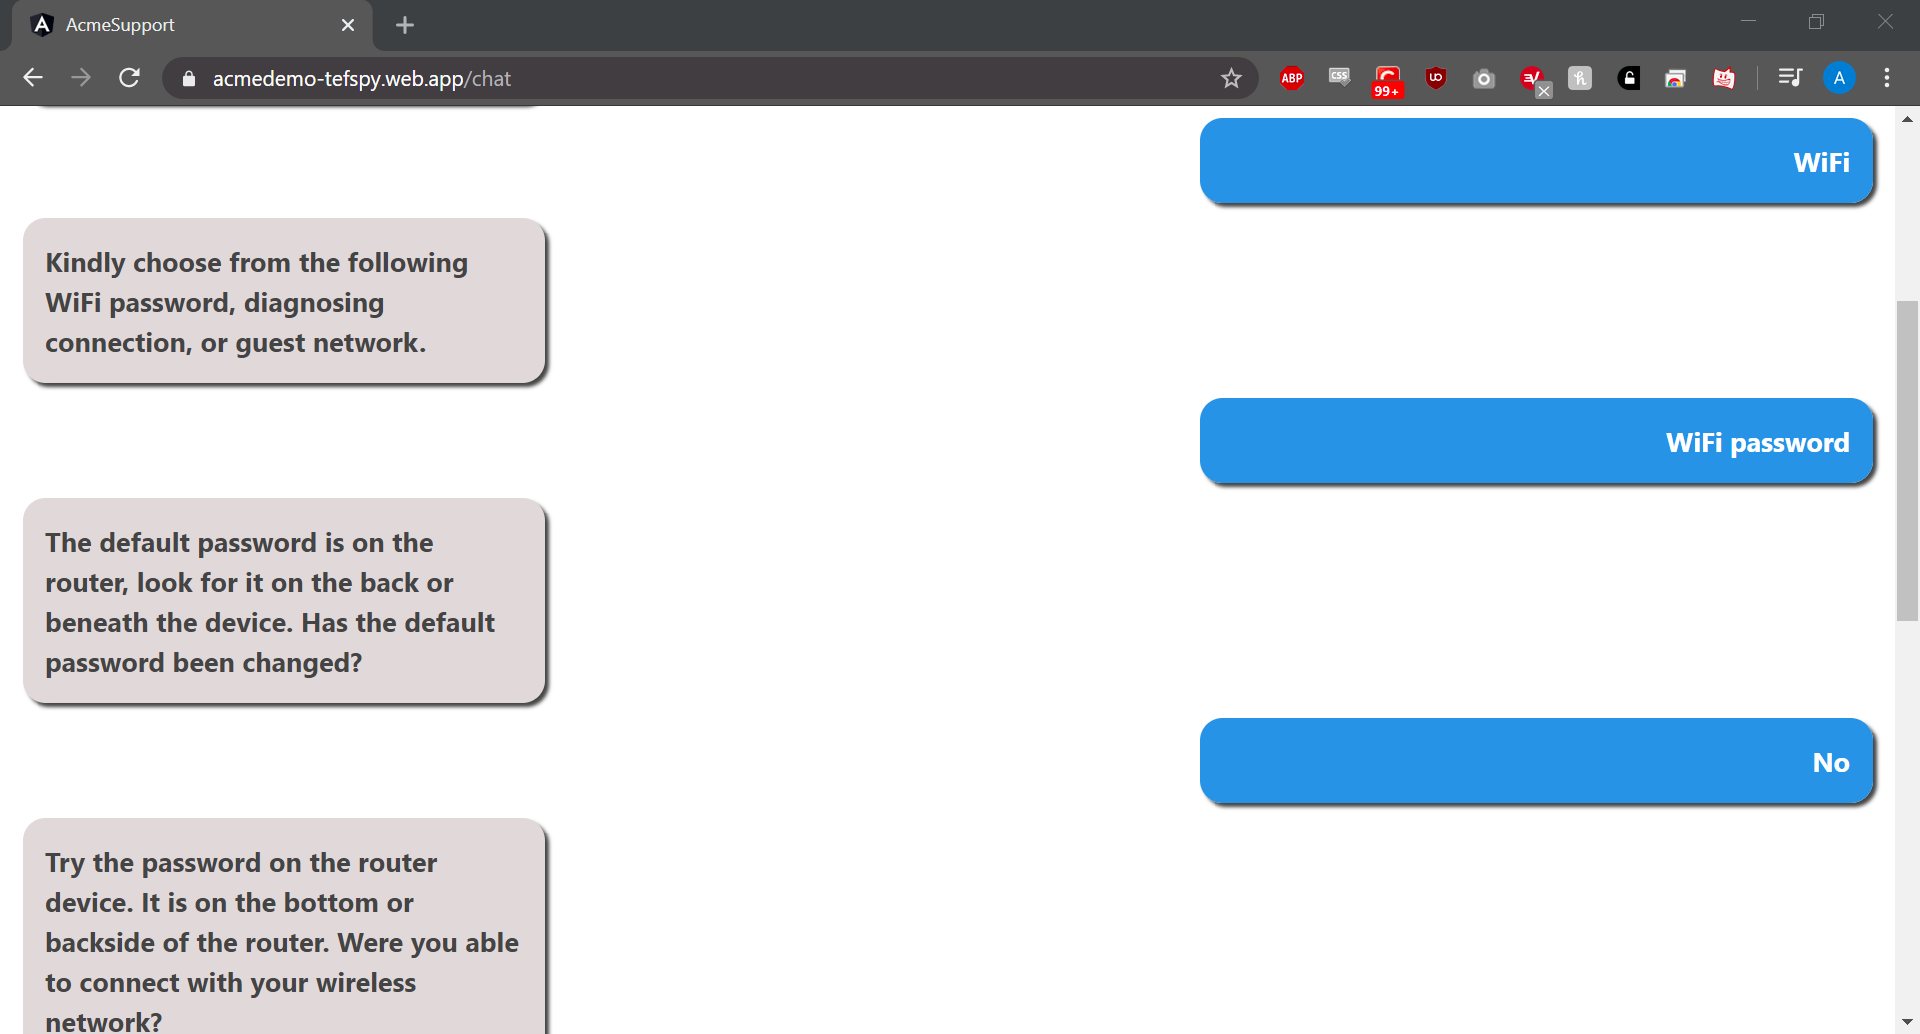 AcmeSupport
acmedemo-tefspy.web.app/chat
ABP
CSS
99+
A
WiFi
Kindly choose from the following
WiFi password, diagnosing
connection, or guest network.
WiFi password
The default password is on the
router, look for it on the back or
beneath the device. Has the default
password been changed?
No
Try the password on the router
device. It is on the bottom or
backside of the router. Were you able
to connect with your wireless
network?